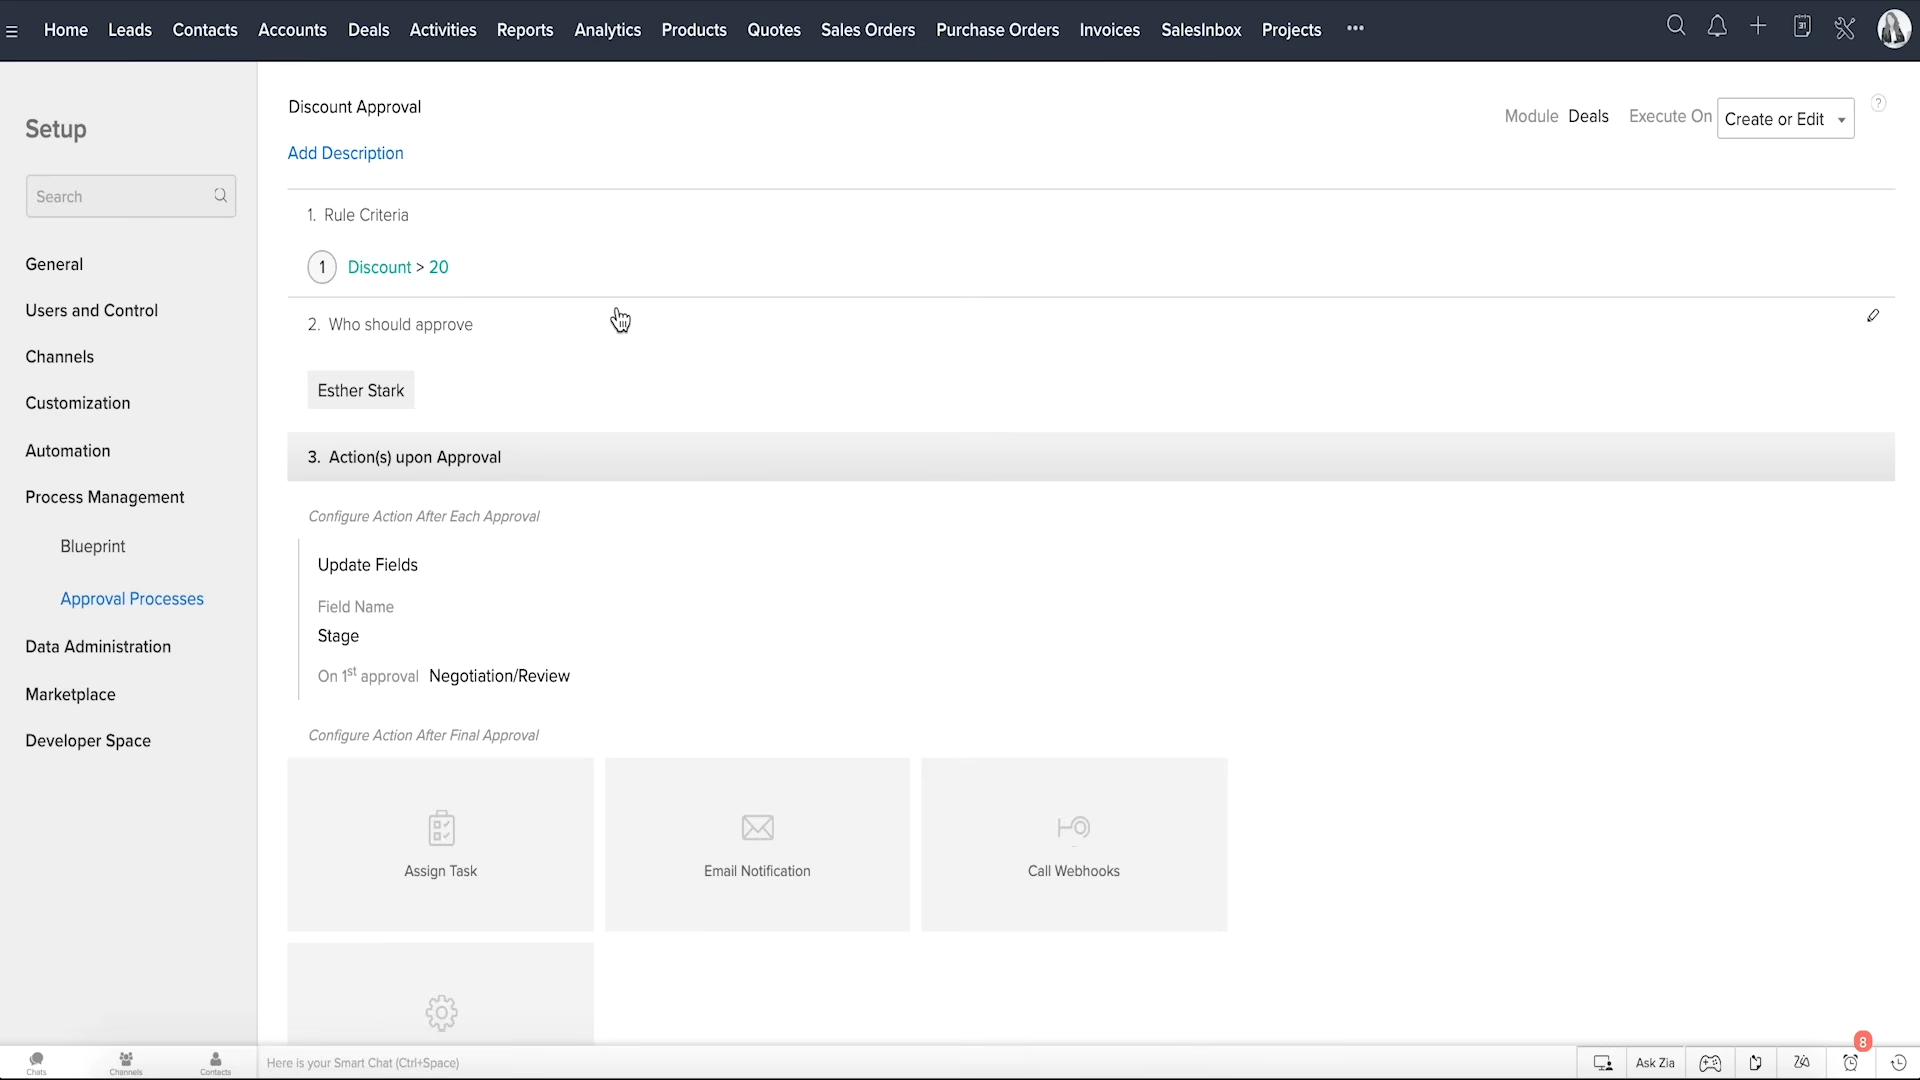 Home Leads Contacts Accounts Deals Activities Reports Analytics Products Quotes Sales Orders Purchase Orders Invoices SalesInbox Projects •••
Setup
Search
General
Users and Control
Channels
Customization
Automation
Process Management
Blueprint
Approval Processes
Data Administration
Marketplace
Developer Space
Discount Approval
Module Deals Execute On Create or Edit ?
Add Description
1. Rule Criteria
1 Discount > 20
2. Who should approve
Esther Stark
3. Action(s) upon Approval
Configure Action After Each Approval
Update Fields
Field Name
Stage
On 1st approval Negotiation/Review
Configure Action After Final Approval
Assign Task Email Notification Call Webhooks
8
Chats Channels Contacts Here is your Smart Chat (Ctrl+Space) Ask Zia